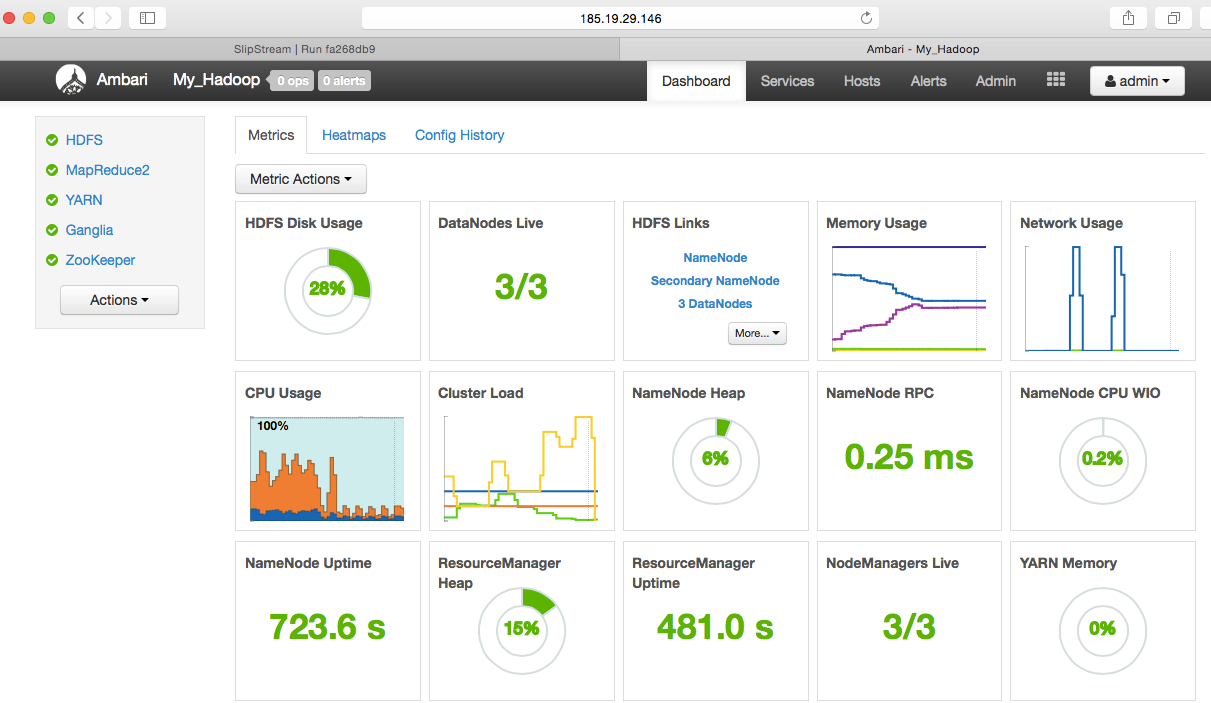 185.19.29.146
SlipStream | Run fa268db9
Ambari - My_Hadoop
Ambari My_Hadoop 0 ops 0 alerts Dashboard Services Hosts Alerts Admin admin
HDFS
MapReduce2
YARN
Ganglia
ZooKeeper
Actions
Metrics Heatmaps Config History
Metric Actions
HDFS Disk Usage
28%
DataNodes Live
3/3
HDFS Links
NameNode
Secondary NameNode
3 DataNodes
More...
Memory Usage
Network Usage
CPU Usage
100%
Cluster Load
NameNode Heap
6%
NameNode RPC
0.25 ms
NameNode CPU WIO
0.2%
NameNode Uptime
723.6 s
ResourceManager
Heap
15%
ResourceManager
Uptime
481.0 s
NodeManagers Live
3/3
YARN Memory
0%